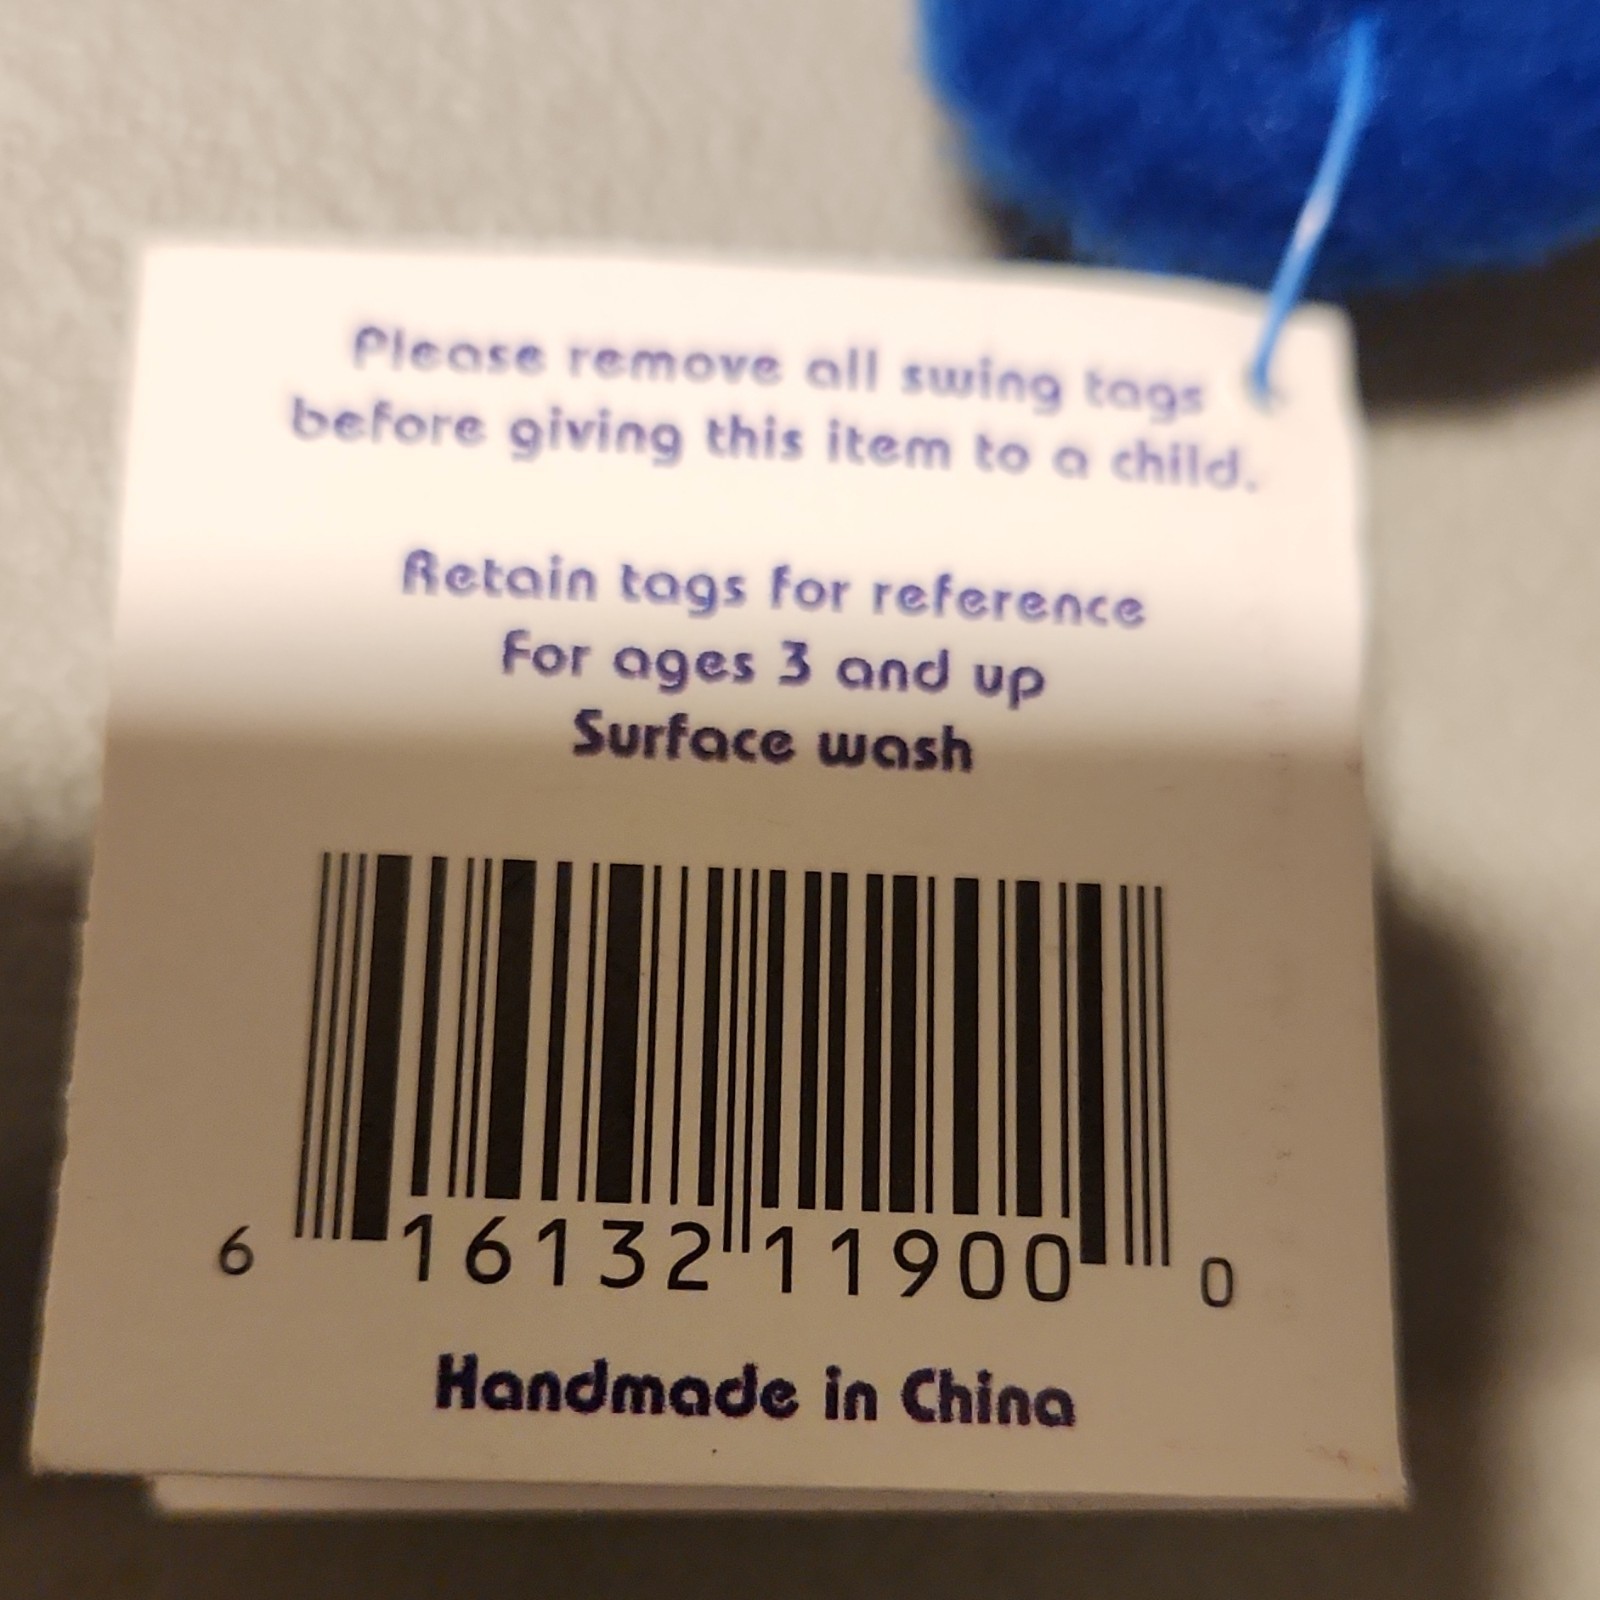 Please remove all swing tags
before giving this item to a child.
Retain tags for reference
For ages 3 and up
Surface wash
6 16132 11900 0
Handmade in China